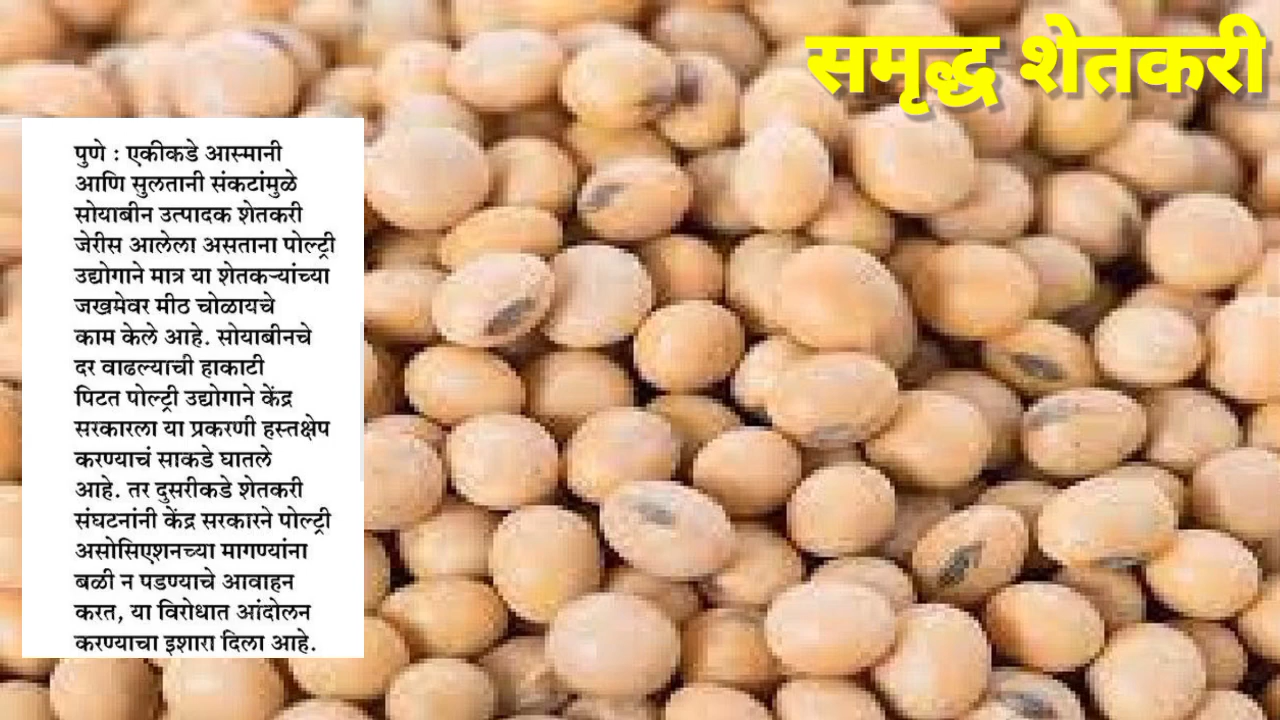 समृद्ध शेतकरी
पुणे : एकीकडे आस्मानी
आणि सुलतानी संकटांमुळे
सोयाबीन उत्पादक शेतकरी
जेरीस आलेला असताना पोल्ट्री
उद्योगाने मात्र या शेतकऱ्यांच्या
जखमेवर मीठ चोळायचे
काम केले आहे. सोयाबीनचे
दर वाढल्याची हाकाटी
पिटत पोल्ट्री उद्योगाने केंद्र
सरकारला या प्रकरणी हस्तक्षेप
करण्याचं साकडे घातले
आहे. तर दुसरीकडे शेतकरी
संघटनांनी केंद्र सरकारने पोल्ट्री
असोसिएशनच्या मागण्यांना
बळी न पडण्याचे आवाहन
करत, या विरोधात आंदोलन
करण्याचा इशारा दिला आहे.